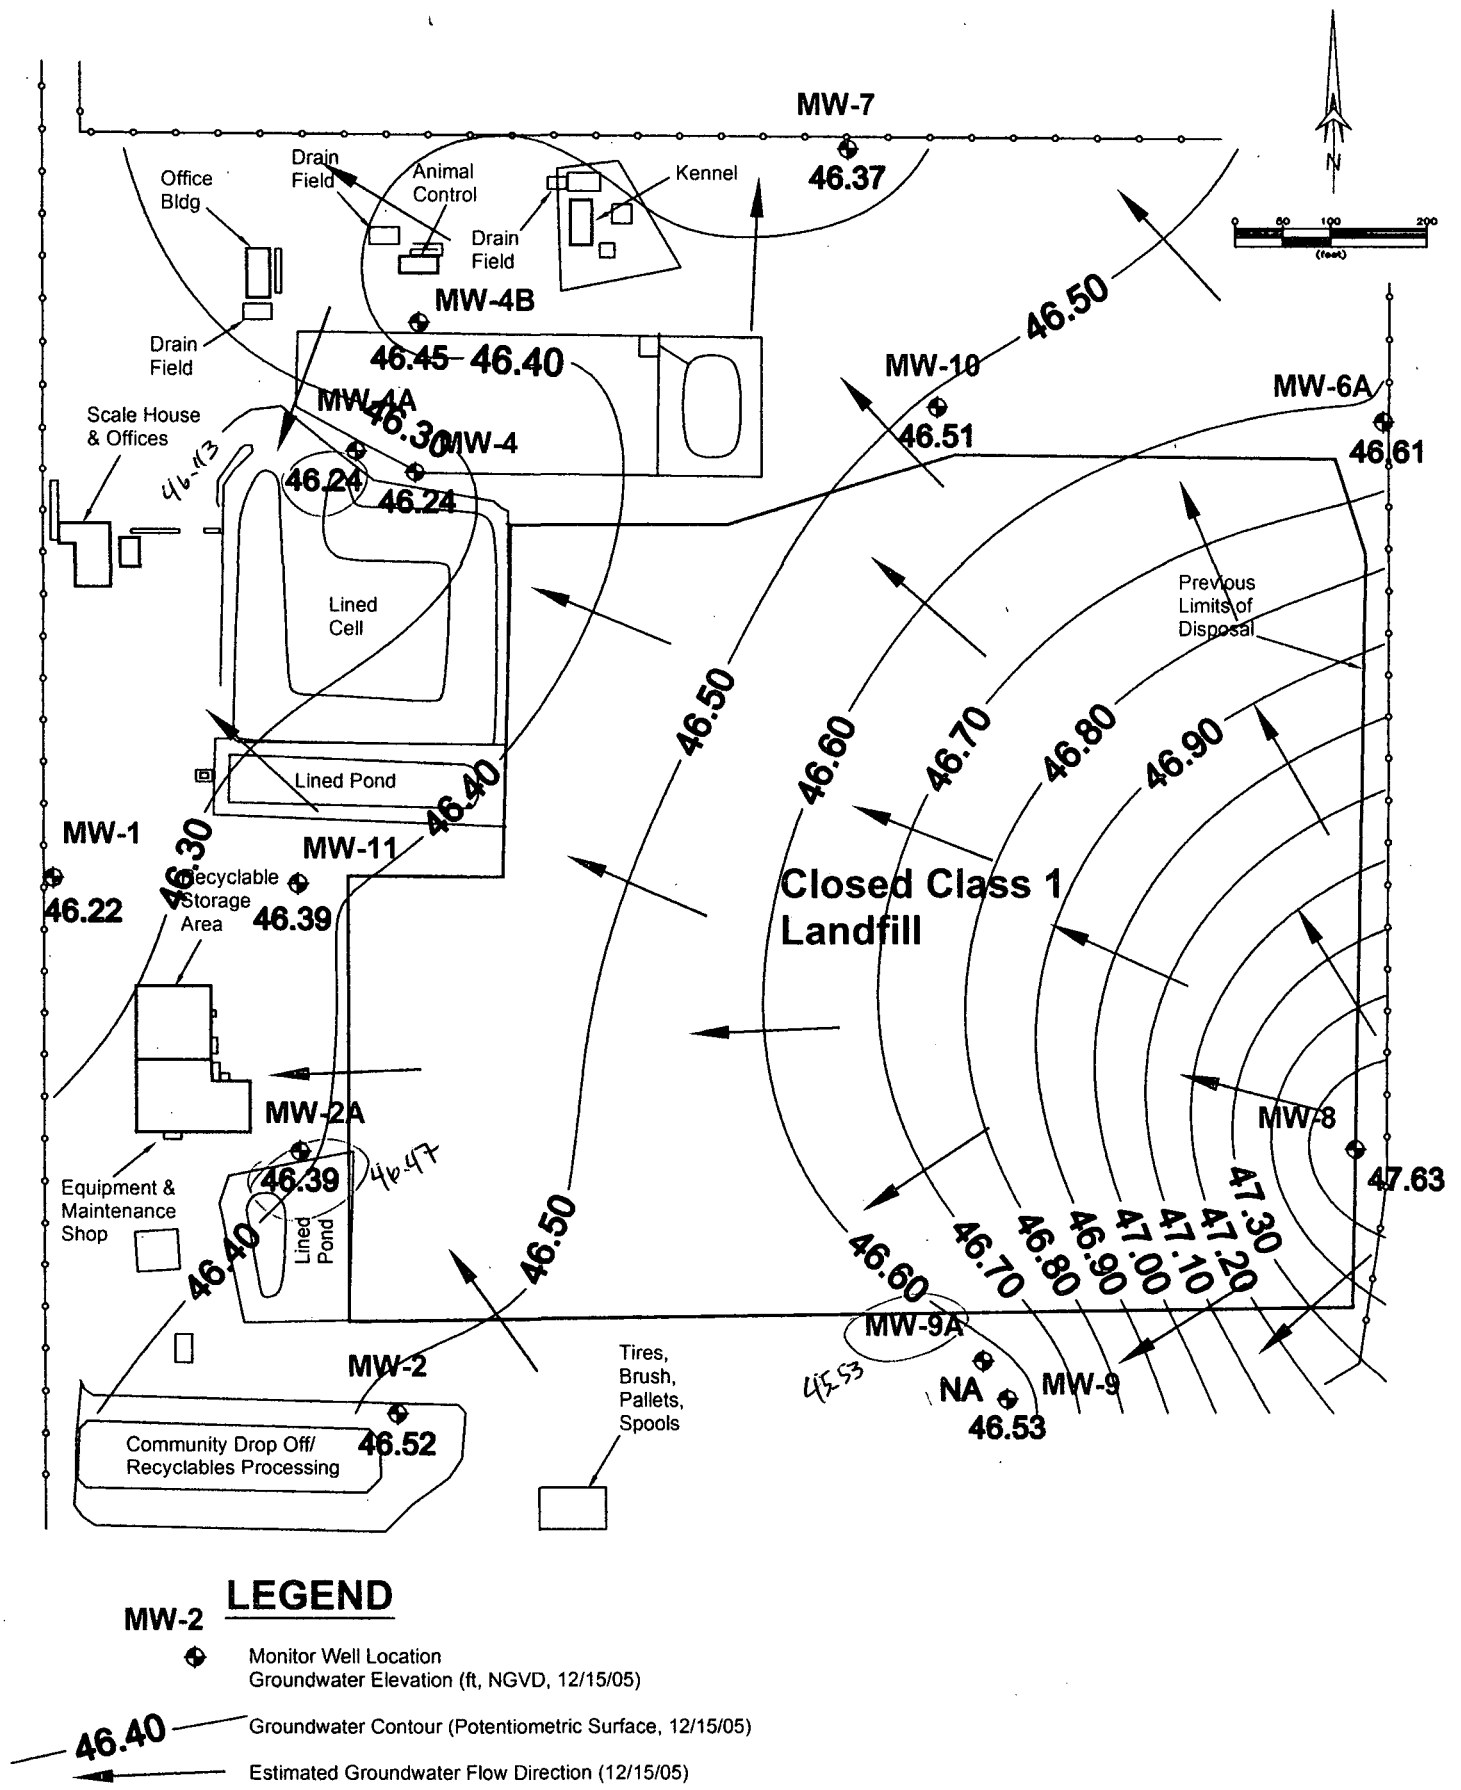 MW-7
46.37
N
0 50 100 200
(feet)
Drain
Field
Animal
Control
Kennel
Office
Bldg
Drain
Field
MW-4B
46.45
46.40
46.50
Drain
Field
MW-10
46.51
MW-6A
46.61
MW-4A
46.30
MW-4
Scale House
& Offices
46.24
46.24
Previous
Limits of
Disposal
Lined
Cell
46.50
46.60
46.70
46.80
46.90
Lined Pond
46.40
MW-1
46.22
46.30
MW-11
46.39
Recyclable
Storage
Area
Closed Class 1
Landfill
MW-2A
46.39
46.47
MW-8
47.63
Equipment &
Maintenance
Shop
Lined
Pond
46.40
46.50
46.60
46.70
46.80
46.90
47.00
47.10
47.20
47.30
MW-9A
NA
MW-9
46.53
MW-2
46.52
Tires,
Brush,
Pallets,
Spools
Community Drop Off/
Recyclables Processing
LEGEND
MW-2
Monitor Well Location
Groundwater Elevation (ft, NGVD, 12/15/05)
46.40
Groundwater Contour (Potentiometric Surface, 12/15/05)
Estimated Groundwater Flow Direction (12/15/05)